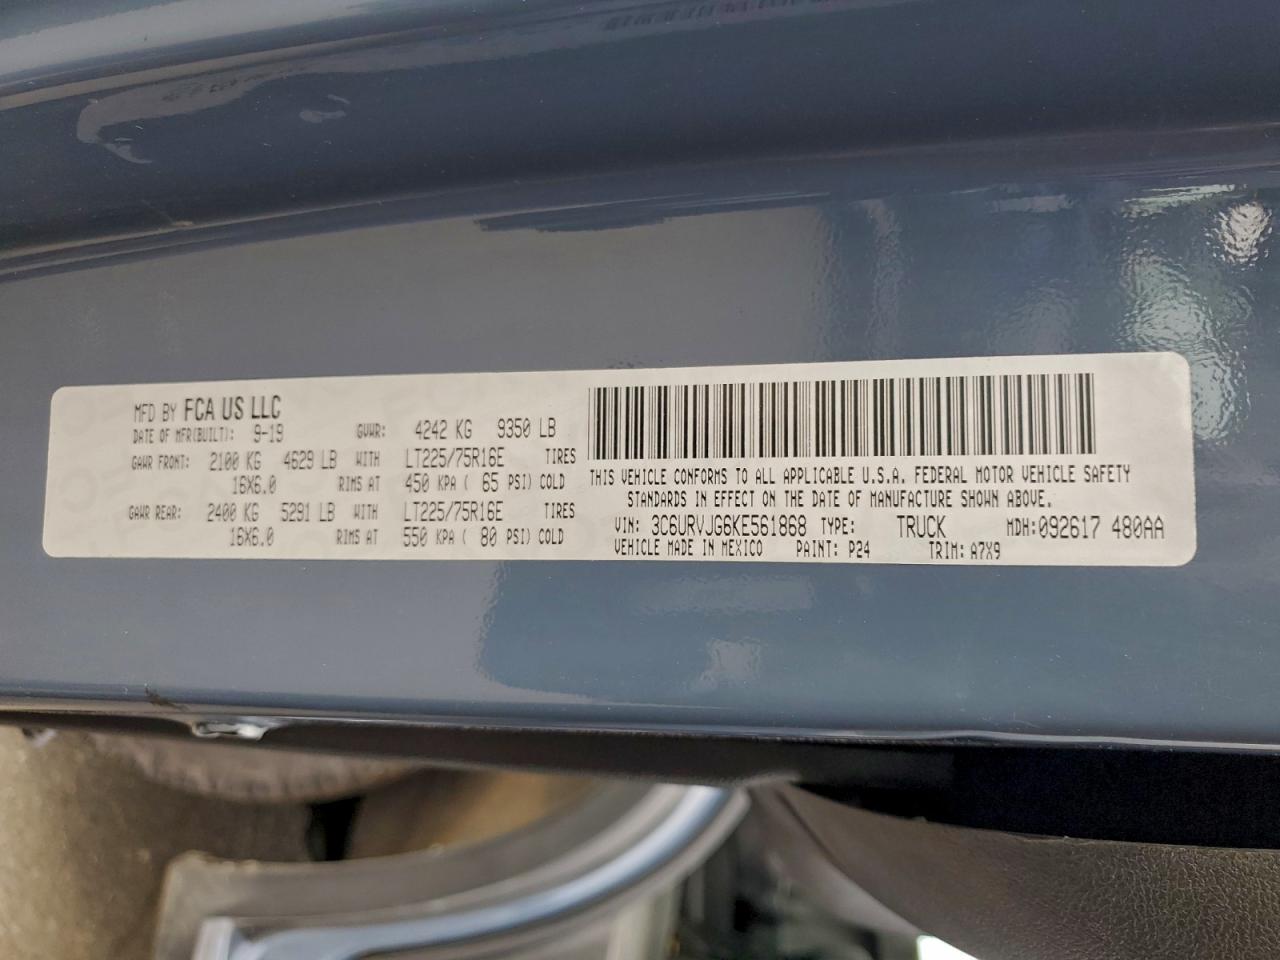 MFD BY FCA US LLC
DATE OF MFR(BUILT): 9-19 GVWR: 4242 KG 9350 LB
GAWR FRONT: 2100 KG 4629 LB WITH LT225/75R16E TIRES
16X6.0 RIMS AT 450 KPA ( 65 PSI) COLD
GAWR REAR: 2400 KG 5291 LB WITH LT225/75R16E TIRES
16X6.0 RIMS AT 550 KPA ( 80 PSI) COLD
THIS VEHICLE CONFORMS TO ALL APPLICABLE U.S.A. FEDERAL MOTOR VEHICLE SAFETY
STANDARDS IN EFFECT ON THE DATE OF MANUFACTURE SHOWN ABOVE.
VIN: 3C6URVJG6KE561868 TYPE: TRUCK MDH:092617 480AA
VEHICLE MADE IN MEXICO PAINT: P24 TRIM: A7X9